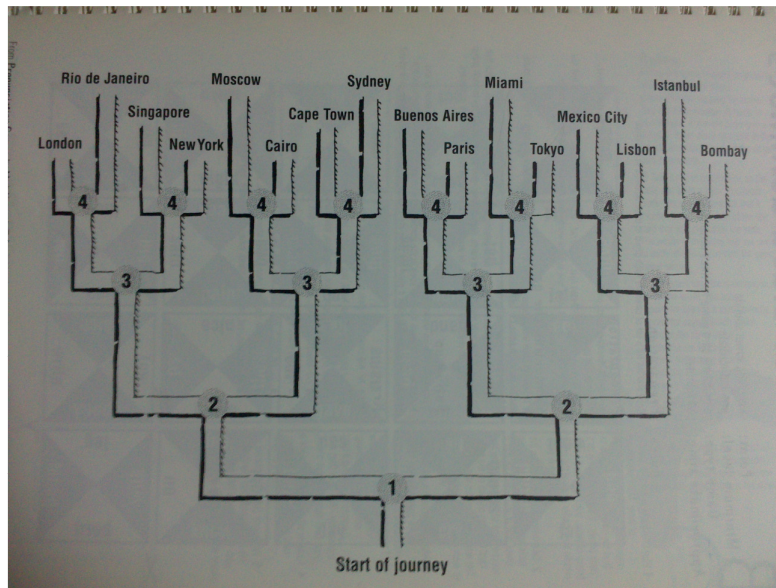 Rio de Janeiro
Moscow
Sydney
Miami
Istanbul
Singapore
Cape Town
Buenos Aires
Mexico City
London
New York
Cairo
Paris
Tokyo
Lisbon
Bombay
4 4 4 4 4 4 4 4
3 3 3 3
2 2
1
Start of journey